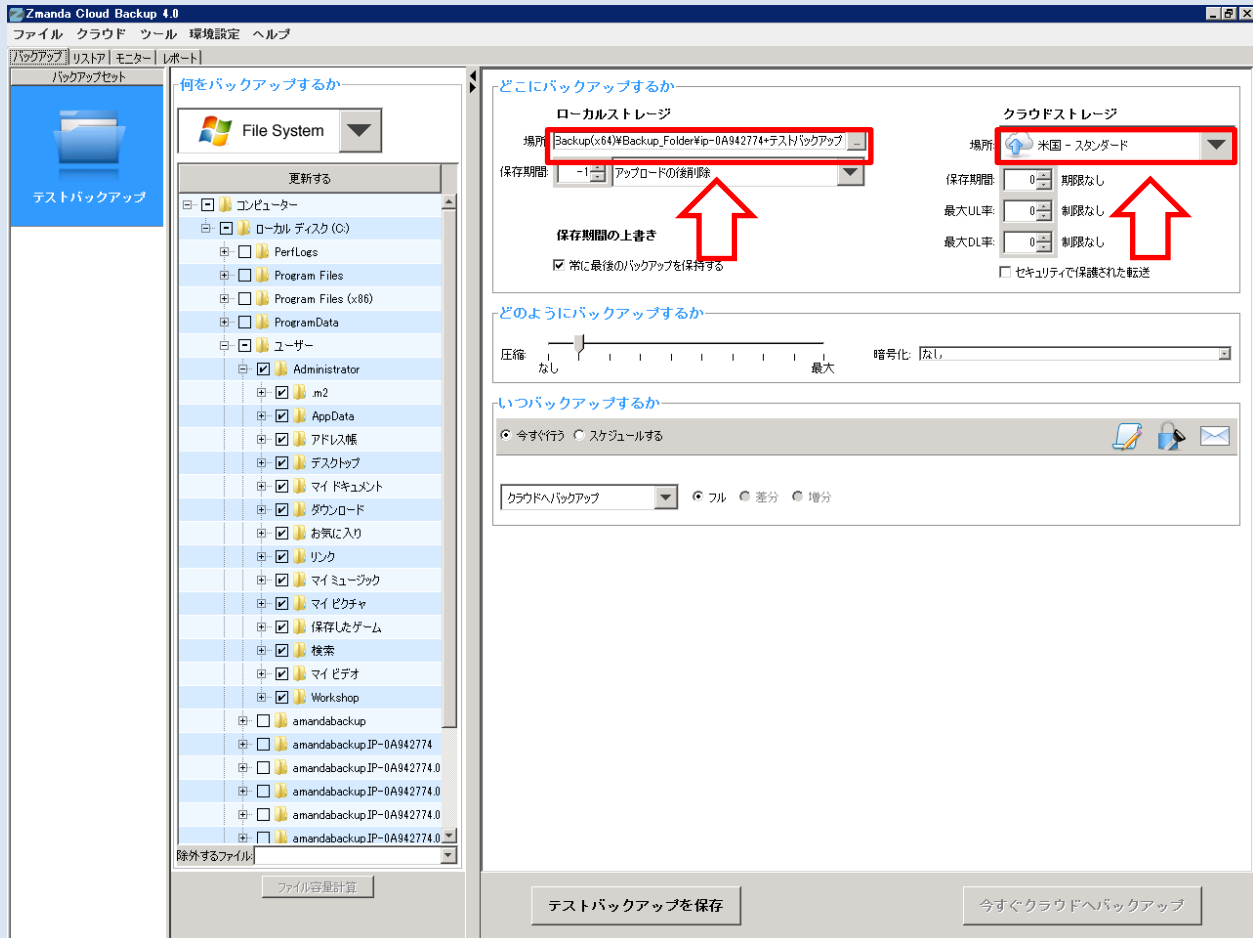 Zmanda Cloud Backup 4.0
ファイル クラウド ツール 環境設定 ヘルプ
バックアップ リストア モニター レポート
バックアップセット
テストバックアップ
何をバックアップするか
File System
更新する
コンピューター
ローカル ディスク (C:)
PerfLogs
Program Files
Program Files (x86)
ProgramData
ユーザー
Administrator
.m2
AppData
アドレス帳
デスクトップ
マイ ドキュメント
ダウンロード
お気に入り
リンク
マイ ミュージック
マイ ピクチャ
保存したゲーム
検索
マイ ビデオ
Workshop
amandabackup
amandabackup.IP-0A942774
amandabackup.IP-0A942774.0
amandabackup.IP-0A942774.0
amandabackup.IP-0A942774.0
amandabackup.IP-0A942774.0
除外するファイル:
ファイル容量計算
どこにバックアップするか
ローカルストレージ
場所: Backup(x64)¥Backup_Folder¥ip-0A942774+テストバックアップ ...
保存期間: -1 アップロードの後削除
保存期間の上書き
常に最後のバックアップを保持する
クラウドストレージ
場所: 米国 - スタンダード
保存期間: 0 期限なし
最大UL率: 0 制限なし
最大DL率: 0 制限なし
セキュリティで保護された転送
どのようにバックアップするか
圧縮: なし 最大
暗号化: なし
いつバックアップするか
今すぐ行う スケジュールする
クラウドへバックアップ フル 差分 増分
テストバックアップを保存
今すぐクラウドへバックアップ